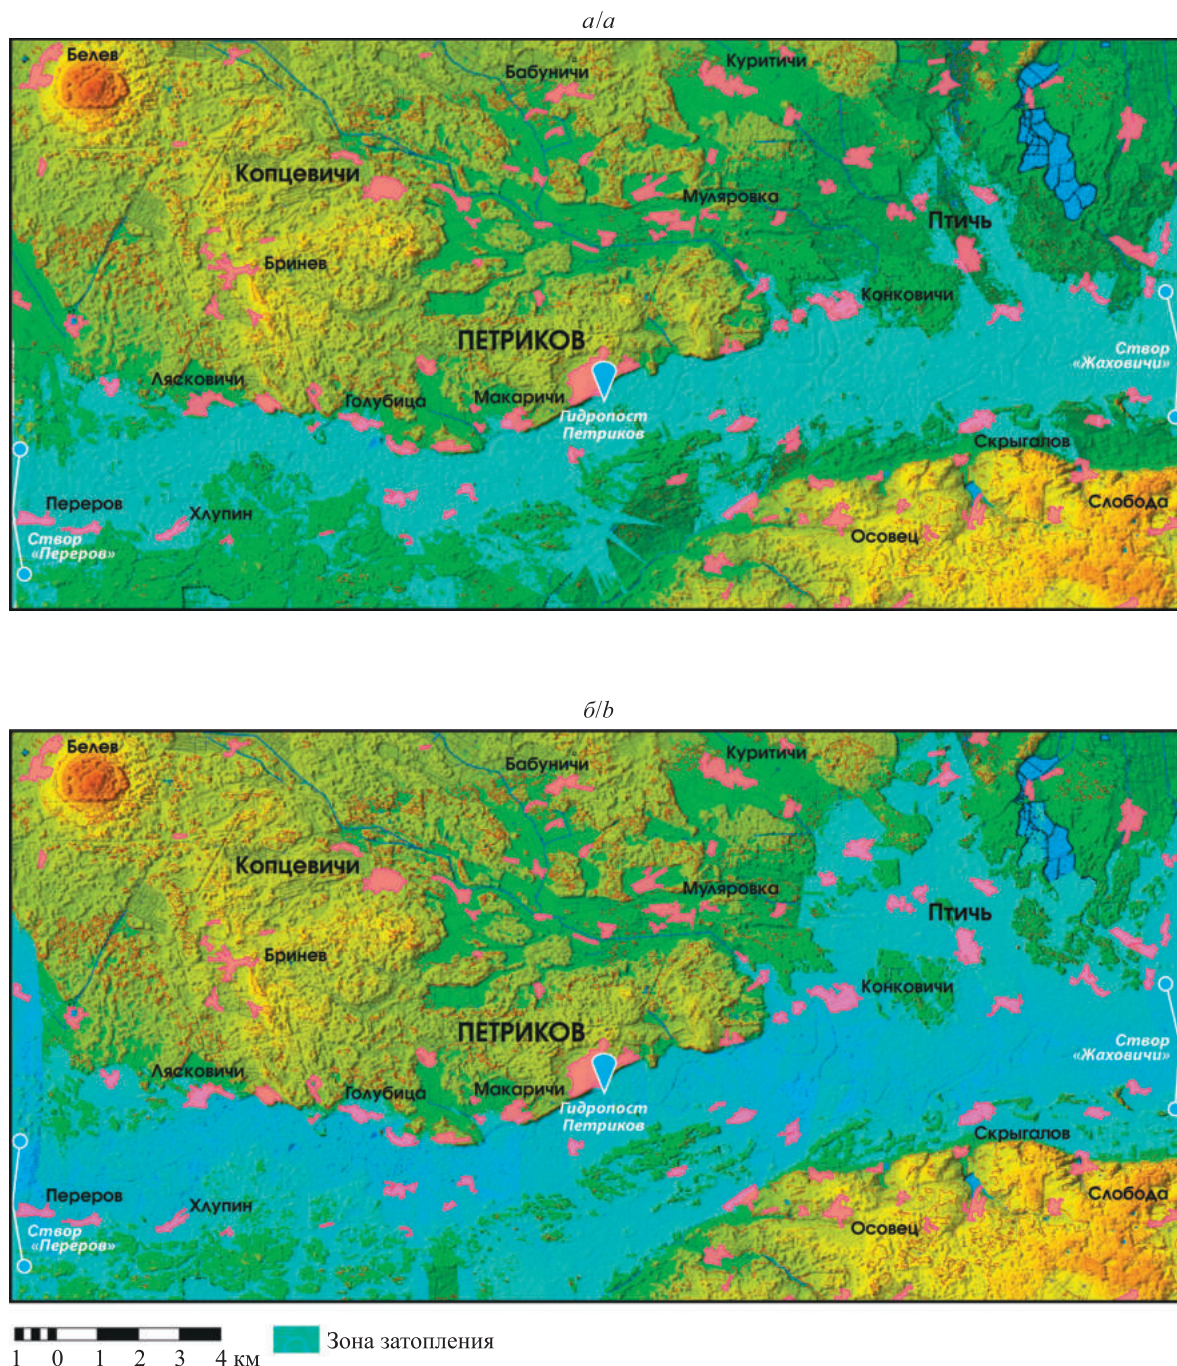 а/a
Белев
Бабуничи
Куритичи
Копцевичи
Муляровка
Птичь
Бринев
Конковичи
ПЕТРИКОВ
Створ
«Жаховичи»
Лясковичи
Голубица
Макаричи
Гидропост
Петриков
Скрыгалов
Переров
Хлупин
Слобода
Створ
«Переров»
Осовец
б/b
Белев
Бабуничи
Куритичи
Копцевичи
Муляровка
Птичь
Бринев
Конковичи
ПЕТРИКОВ
Створ
«Жаховичи»
Лясковичи
Голубица
Макаричи
Гидропост
Петриков
Скрыгалов
Переров
Хлупин
Слобода
Створ
«Переров»
Осовец
1 0 1 2 3 4 км
Зона затопления